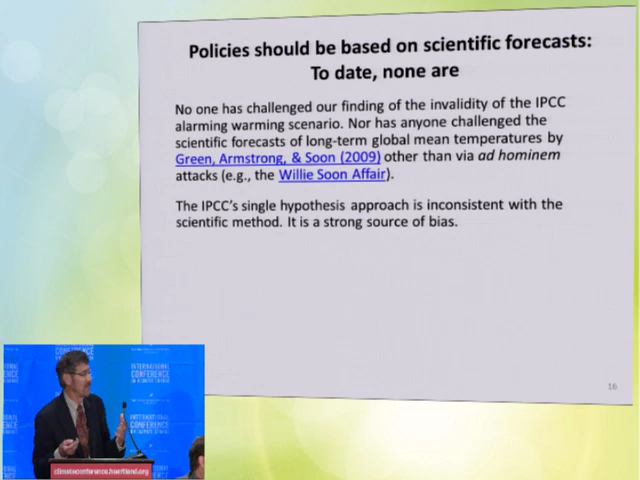 Policies should be based on scientific forecasts:
To date, none are
No one has challenged our finding of the invalidity of the IPCC
alarming warming scenario. Nor has anyone challenged the
scientific forecasts of long-term global mean temperatures by
Green, Armstrong, & Soon (2009) other than via ad hominem
attacks (e.g., the Willie Soon Affair).
The IPCC's single hypothesis approach is inconsistent with the
scientific method. It is a strong source of bias.
16
INTERNATIONAL
CONFERENCE
INTERNATIONAL
CONFERENCE
climateconference.heartland.org